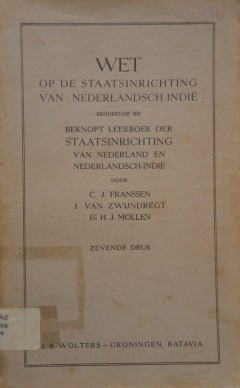 WET
OP DE STAATSINRICHTING
VAN NEDERLANDSCH-INDIË
BEHORENDE BIJ
BEKNOPT LEERBOEK DER
STAATSINRICHTING
VAN NEDERLAND EN
NEDERLANDSCH-INDIË
DOOR
C. J. FRANSSEN
J. VAN ZWIJNDREGT
EN H. J. MOLLEN
ZEVENDE DRUK
J. B. WOLTERS—GRONINGEN, BATAVIA